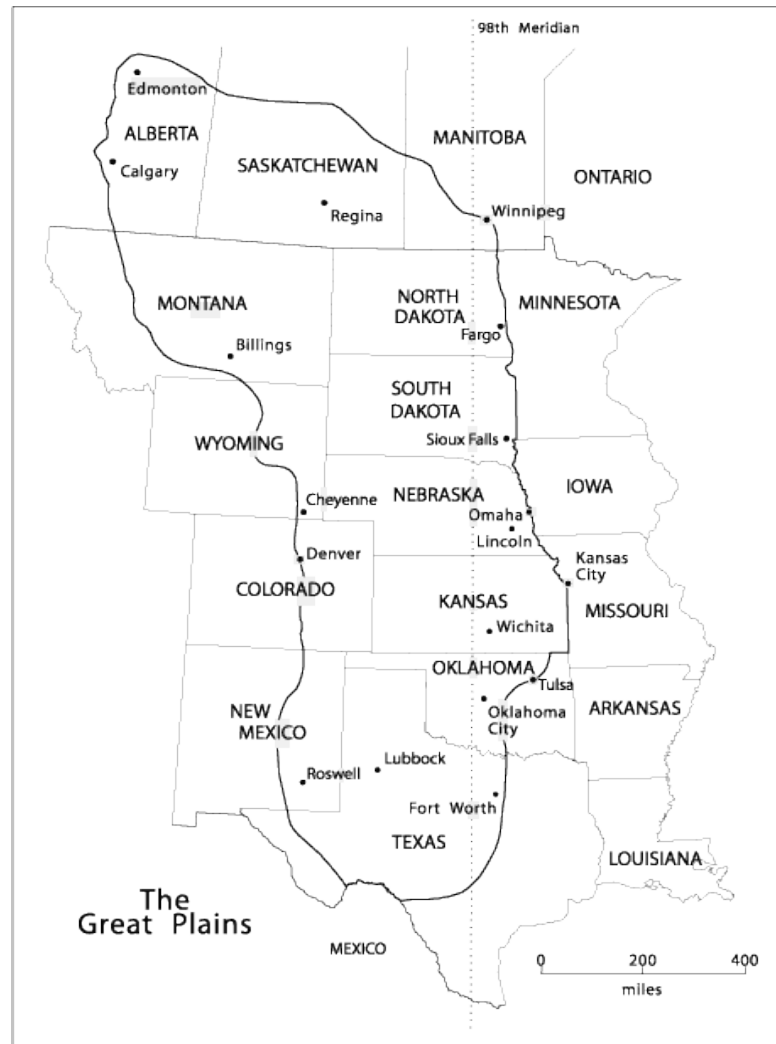 98th Meridian
Edmonton
ALBERTA
MANITOBA
Calgary
SASKATCHEWAN
ONTARIO
Regina
Winnipeg
MONTANA
NORTH
DAKOTA
MINNESOTA
Fargo
Billings
SOUTH
DAKOTA
WYOMING
Sioux Falls
NEBRASKA
IOWA
Cheyenne
Omaha
Lincoln
Denver
Kansas
City
COLORADO
KANSAS
MISSOURI
Wichita
OKLAHOMA
Tulsa
NEW
MEXICO
Oklahoma
City
ARKANSAS
Lubbock
Roswell
Fort Worth
TEXAS
LOUISIANA
The
Great Plains
MEXICO
0 200 400
miles